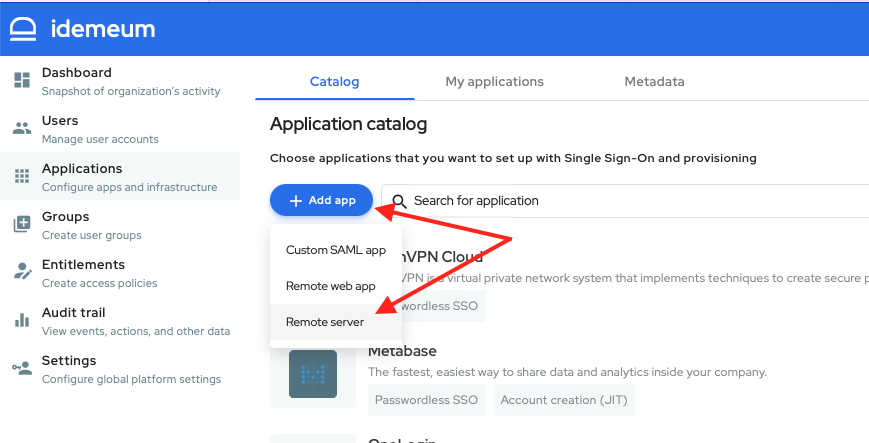 idemeum
Dashboard
Snapshot of organization's activity
Users
Manage user accounts
Applications
Configure apps and infrastructure
Groups
Create user groups
Entitlements
Create access policies
Audit trail
View events, actions, and other data
Settings
Configure global platform settings
Catalog
My applications
Metadata
Application catalog
Choose applications that you want to set up with Single Sign-On and provisioning
Add app
Search for application
Custom SAML app
Remote web app
Remote server
nVPN Cloud
VPN is a virtual private network system that implements techniques to create secure p
wordless SSO
Metabase
The fastest, easiest way to share data and analytics inside your company.
Passwordless SSO
Account creation (JIT)